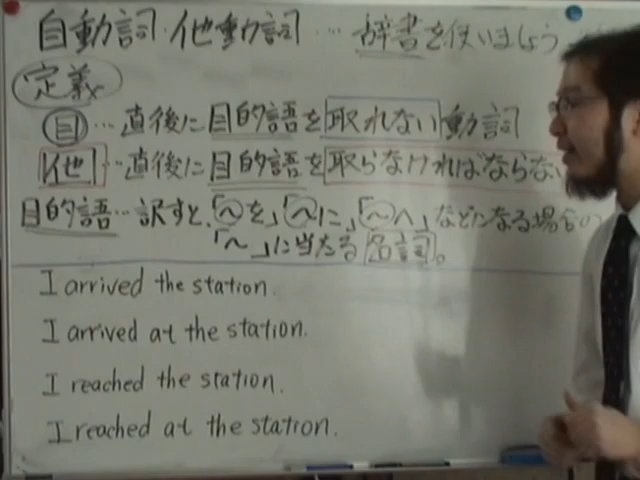 自動詞・他動詞 … 辞書を使いましょう
定義
自…直後に目的語を取れない動詞
他…直後に目的語を取らなければならない
目的語…訳すと、「〜を」「〜に」、「〜へ」などになる場合の
「〜」に当たる名詞。
I arrived the station.
I arrived at the station.
I reached the station.
I reached at the station.